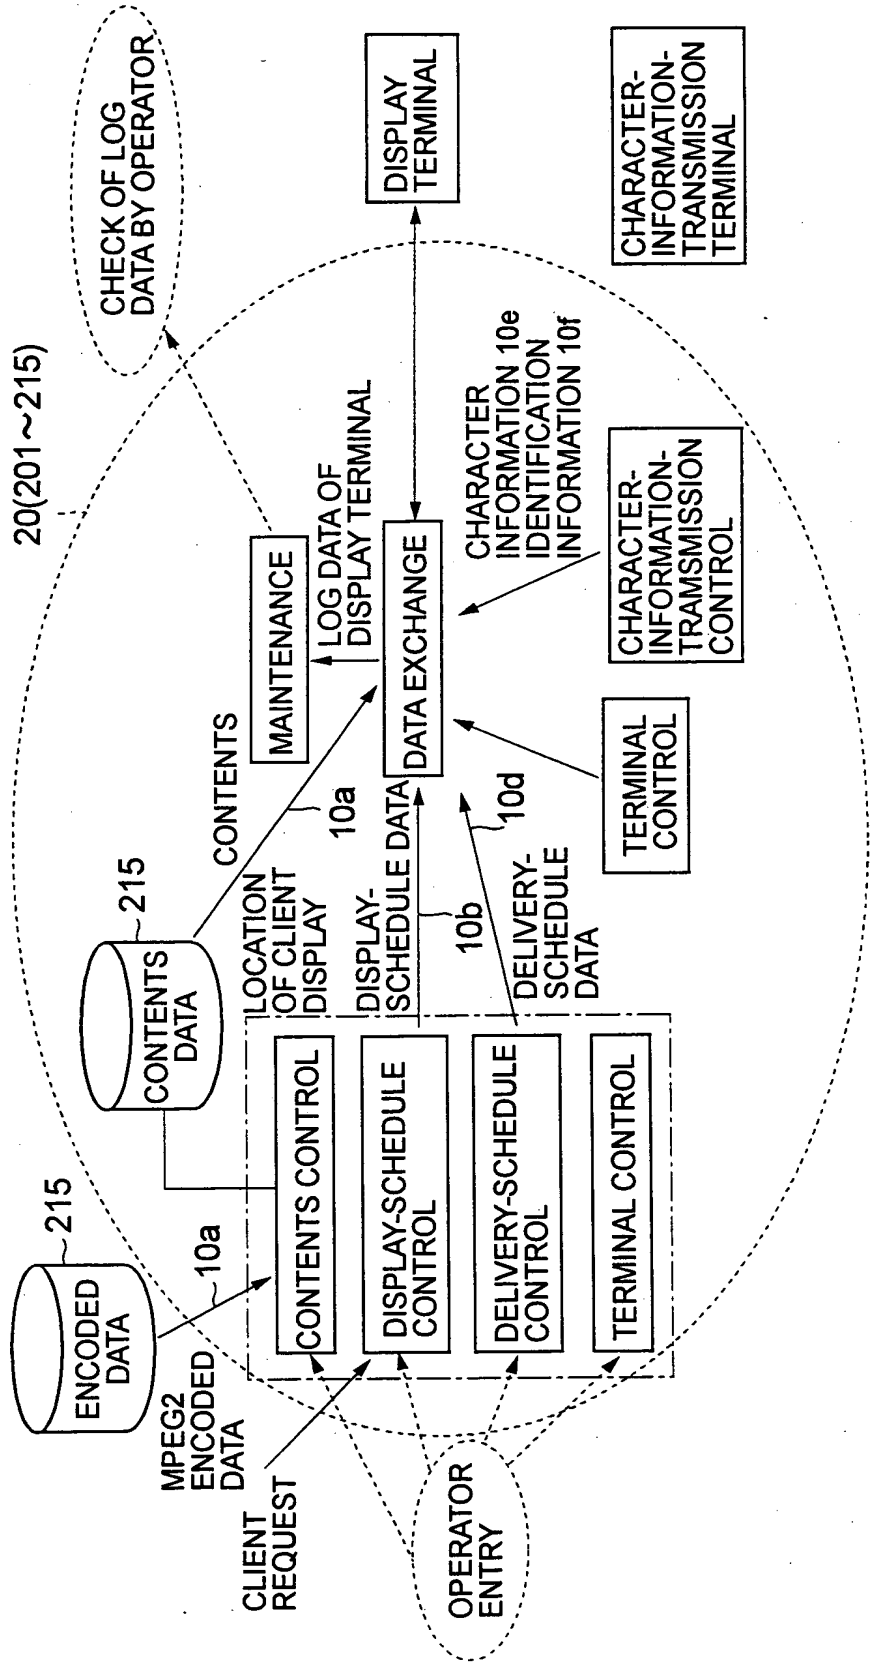 20(201~215)
CHECK OF LOG
DATA BY OPERATOR
ENCODED
DATA
215
CONTENTS
DATA
215
MPEG2
ENCODED
DATA
10a
CLIENT
REQUEST
OPERATOR
ENTRY
CONTENTS CONTROL
DISPLAY-SCHEDULE
CONTROL
DELIVERY-SCHEDULE
CONTROL
TERMINAL CONTROL
LOCATION
OF CLIENT
DISPLAY
DISPLAY-
SCHEDULE DATA
10b
DELIVERY-
SCHEDULE
DATA
10d
CONTENTS
10a
MAINTENANCE
LOG DATA OF
DISPLAY TERMINAL
DATA EXCHANGE
TERMINAL
CONTROL
CHARACTER
INFORMATION 10e
IDENTIFICATION
INFORMATION 10f
CHARACTER-
INFORMATION-
TRAMSMISSION
CONTROL
DISPLAY
TERMINAL
CHARACTER-
INFORMATION-
TRANSMISSION
TERMINAL